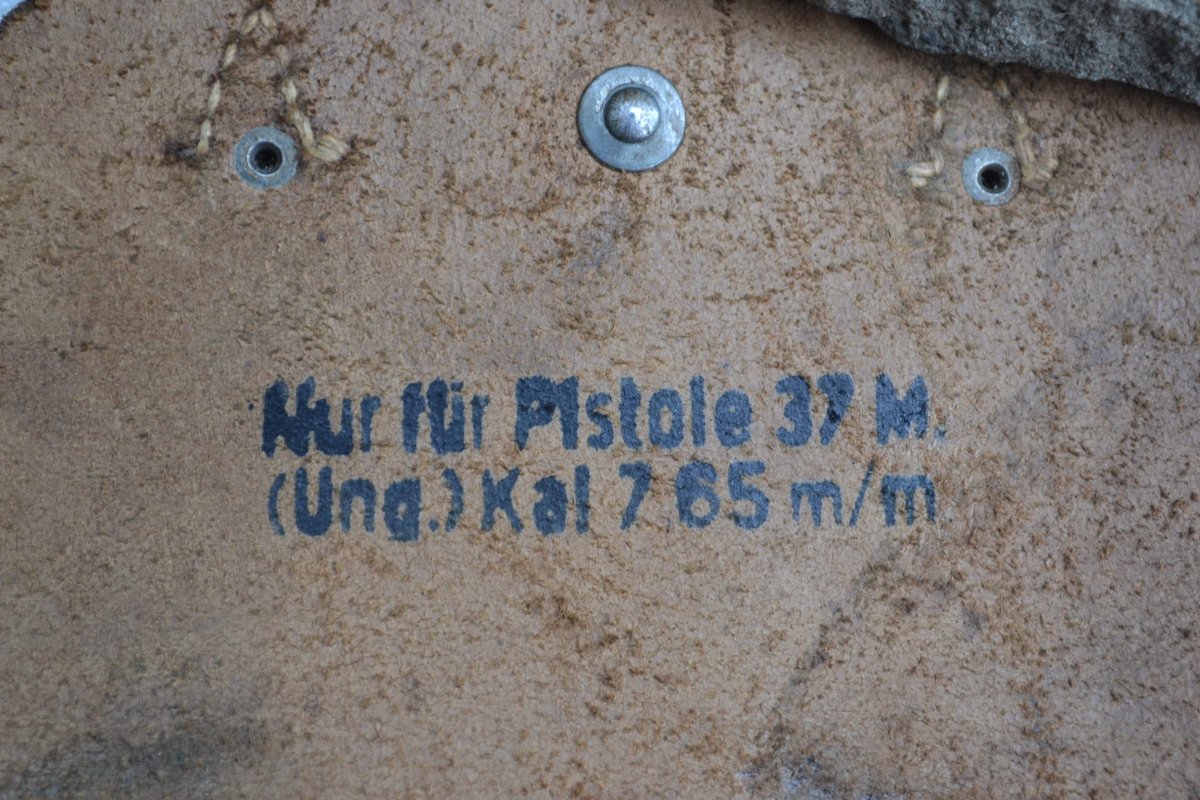 Nur für Pistole 37 M.
(Ung.) Kal 7 65 m/m